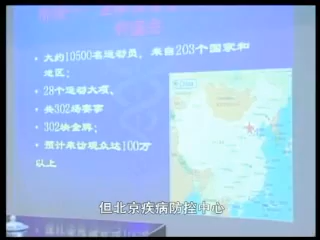 • 大约10500名运动员，来自203个国家和
地区；
• 28个运动大项、
• 共302场赛事
• 302块金牌；
• 预计来访观众达100万
以上
但北京疾病防控中心